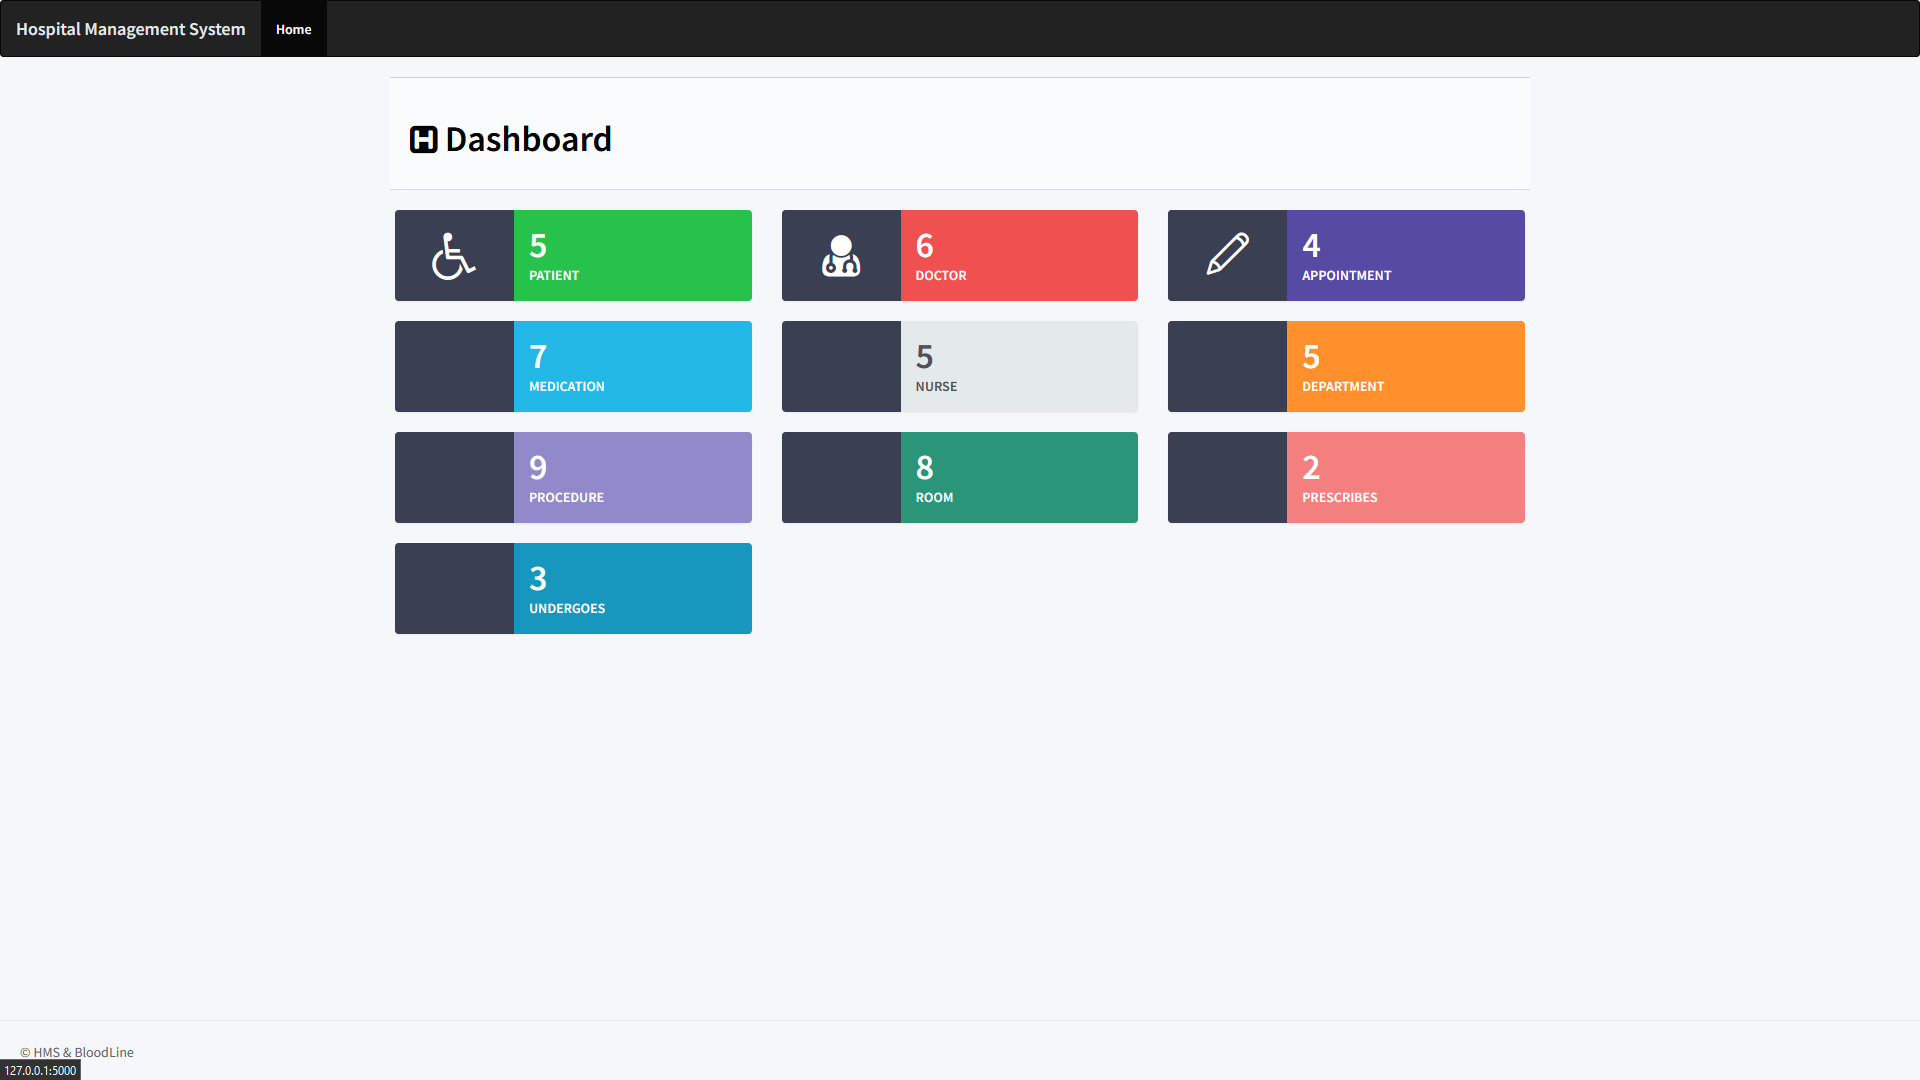 Hospital Management System Home
Dashboard
5
PATIENT
6
DOCTOR
4
APPOINTMENT
7
MEDICATION
5
NURSE
5
DEPARTMENT
9
PROCEDURE
8
ROOM
2
PRESCRIBES
3
UNDERGOES
© HMS & BloodLine
127.0.0.1:5000